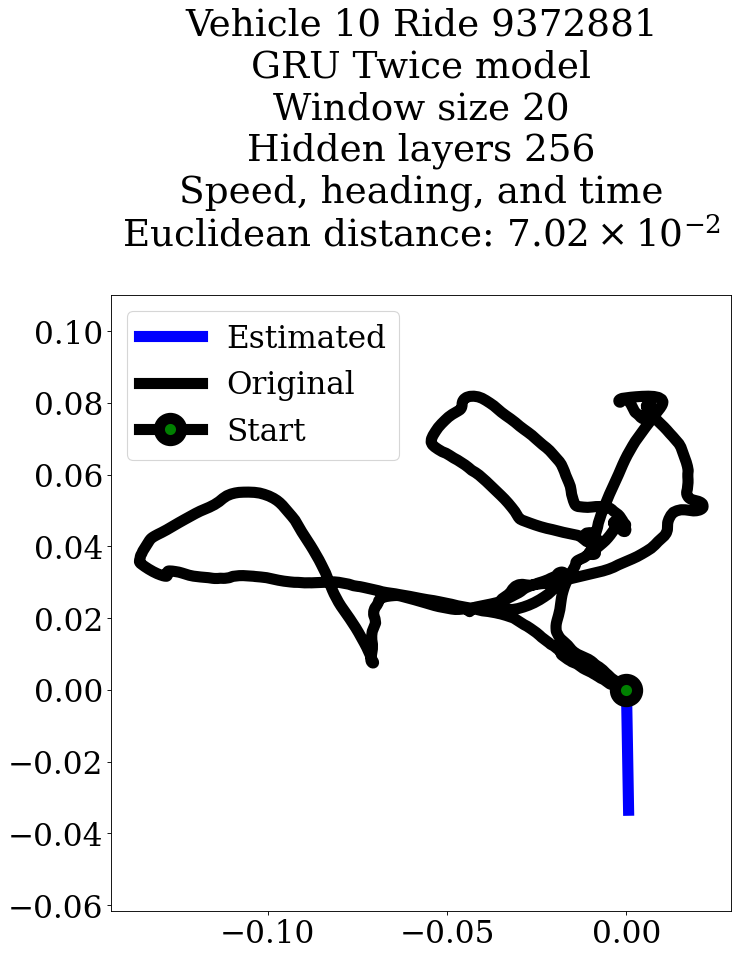 Vehicle 10 Ride 9372881
GRU Twice model
Window size 20
Hidden layers 256
Speed, heading, and time
Euclidean distance: 7.02 × 10⁻²
Estimated
Original
Start
0.10
0.08
0.06
0.04
0.02
0.00
−0.02
−0.04
−0.06
−0.10
−0.05
0.00